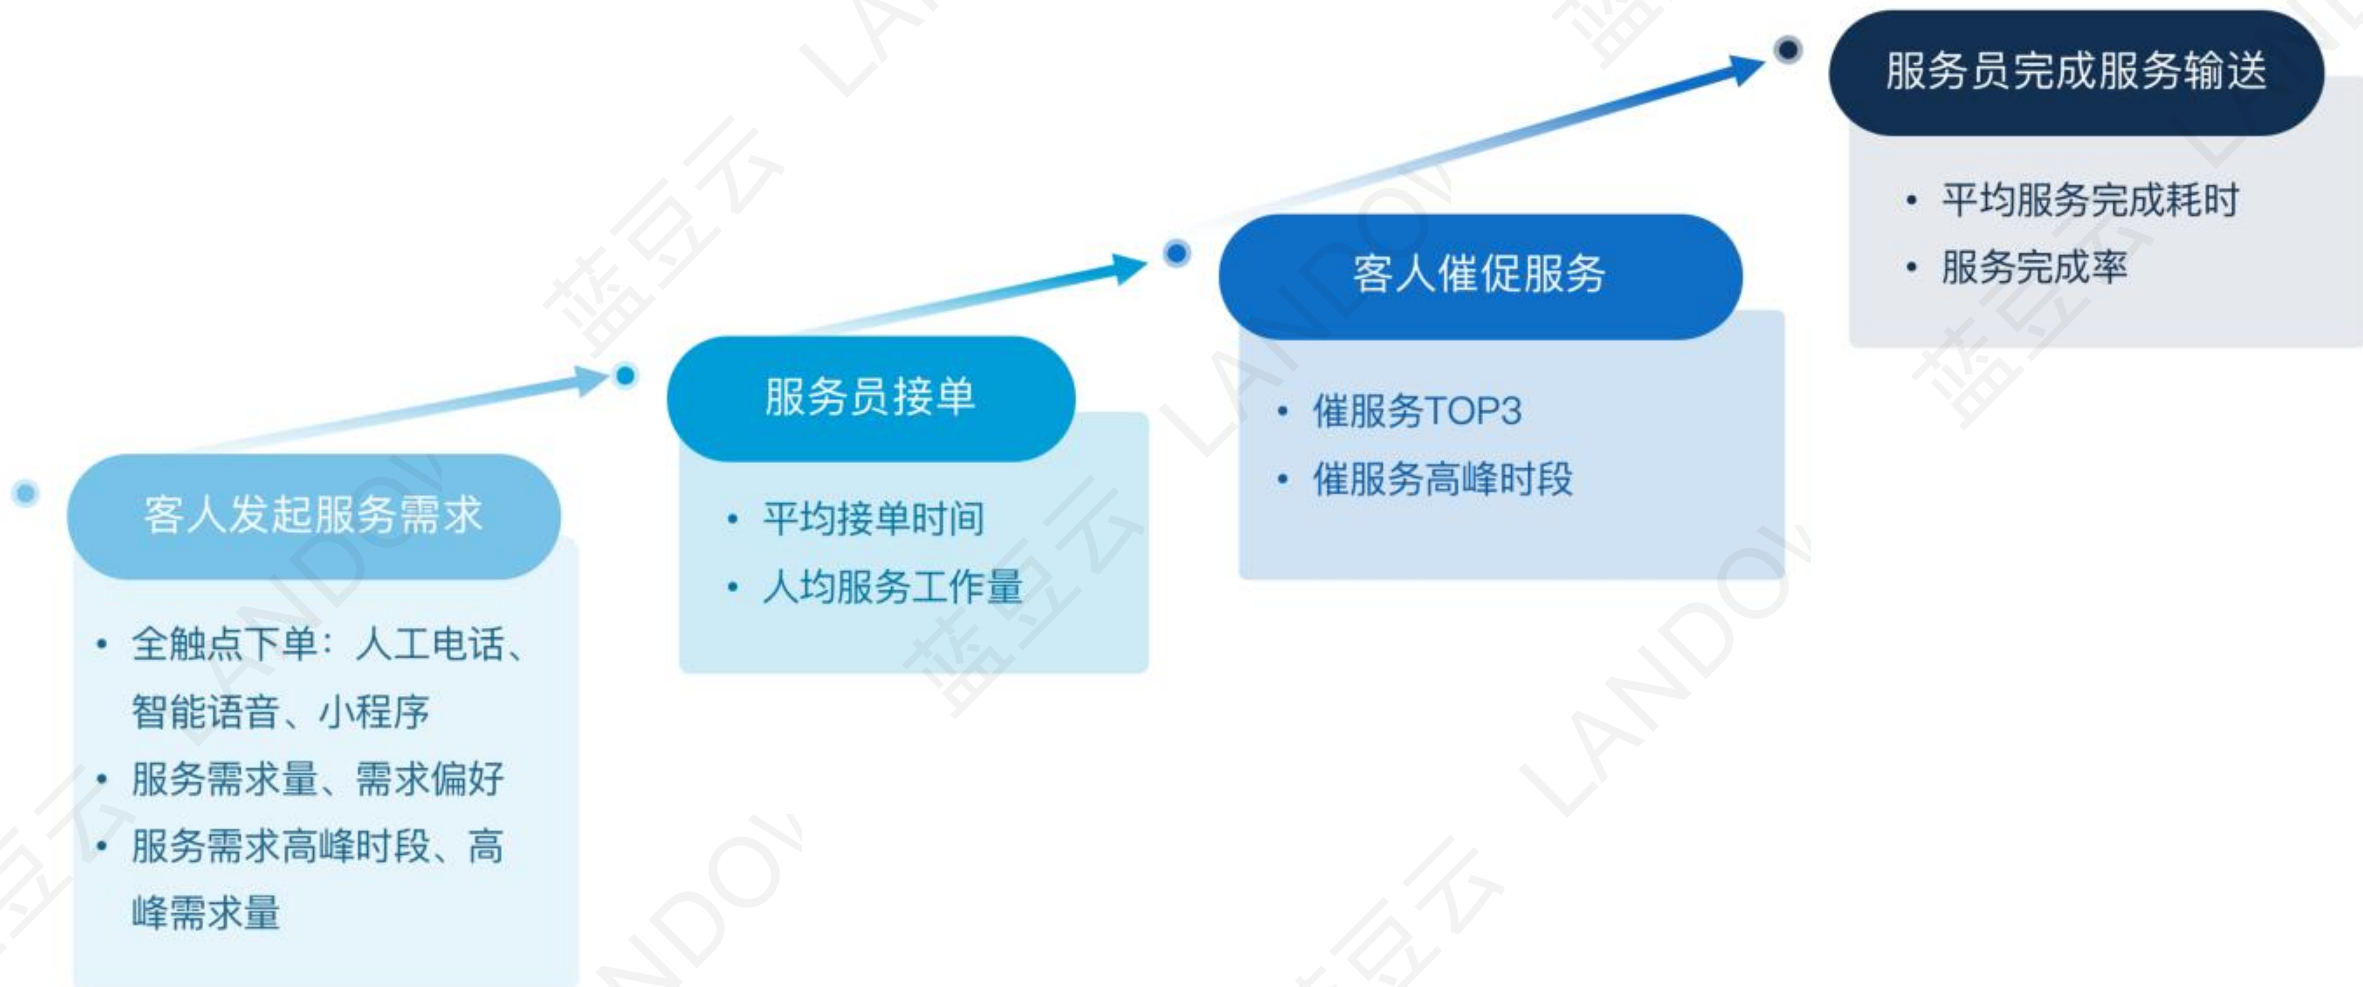 客人发起服务需求
• 全触点下单：人工电话、
智能语音、小程序
• 服务需求量、需求偏好
• 服务需求高峰时段、高
峰需求量
服务员接单
• 平均接单时间
• 人均服务工作量
客人催促服务
• 催服务TOP3
• 催服务高峰时段
服务员完成服务输送
• 平均服务完成耗时
• 服务完成率
蓝豆云 LANDOW